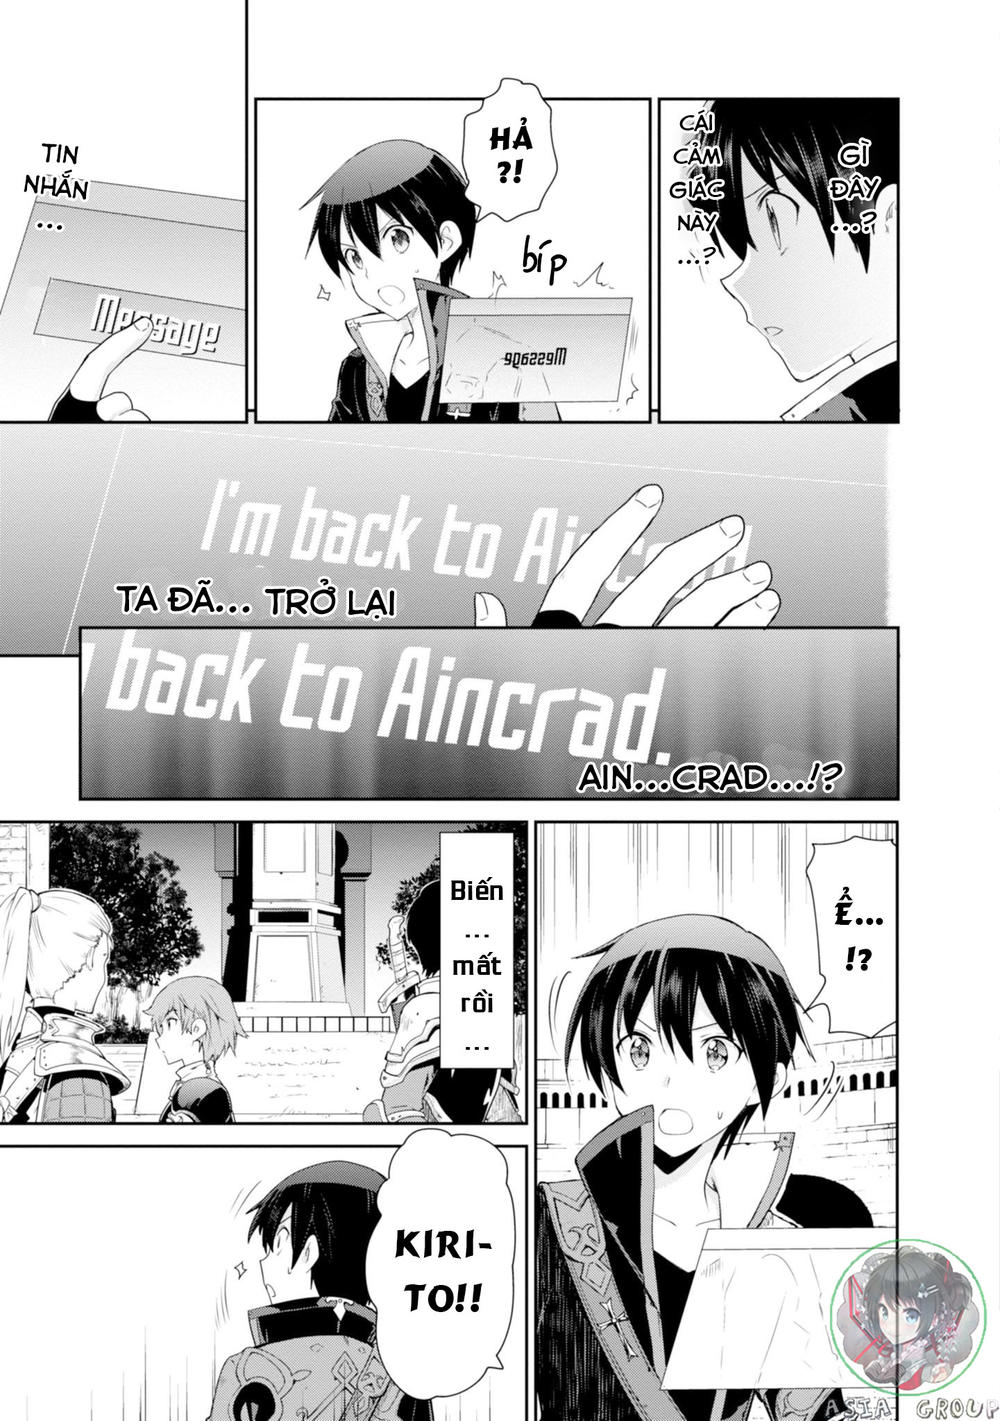 GÌ
ĐÂY
...?
CÁI
CẢM
GIÁC
NÀY
...?
HẢ
?!
bíp
Message
TIN
NHẮN
...
Message
I'm back to Aincrad
TA ĐÃ... TRỞ LẠI
back to Aincrad.
AIN...CRAD...!?
Ể...
!?
Biến
...
mất
rồi
...
KIRI-
TO!!
ASIA GROUP